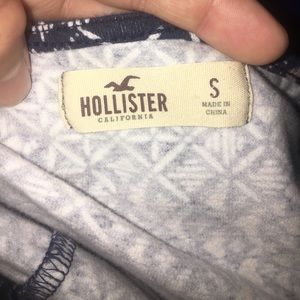 HOLLISTER
CALIFORNIA
S
MADE IN
CHINA